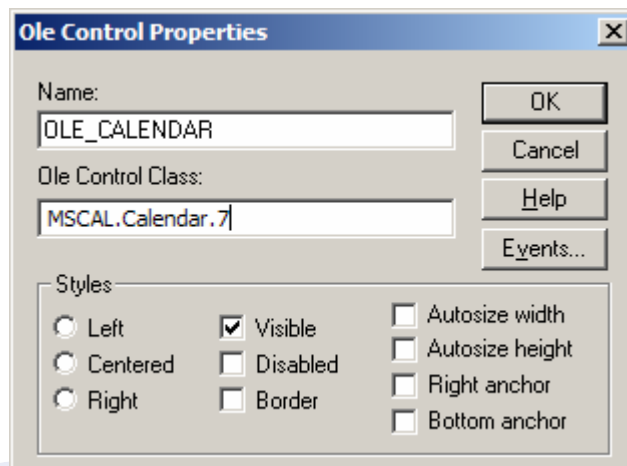 Ole Control Properties
Name:
OLE_CALENDAR
Ole Control Class:
MSCAL.Calendar.7
OK
Cancel
Help
Events...
Styles
Left
Centered
Right
Visible
Disabled
Border
Autosize width
Autosize height
Right anchor
Bottom anchor